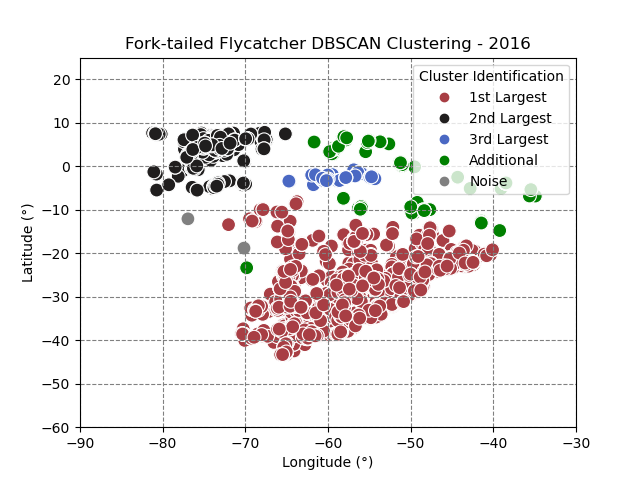 Fork-tailed Flycatcher DBSCAN Clustering - 2016
Cluster Identification
1st Largest
2nd Largest
3rd Largest
Additional
Noise
20
10
0
−10
−20
−30
−40
−50
−60
Latitude (°)
−90 −80 −70 −60 −50 −40 −30
Longitude (°)